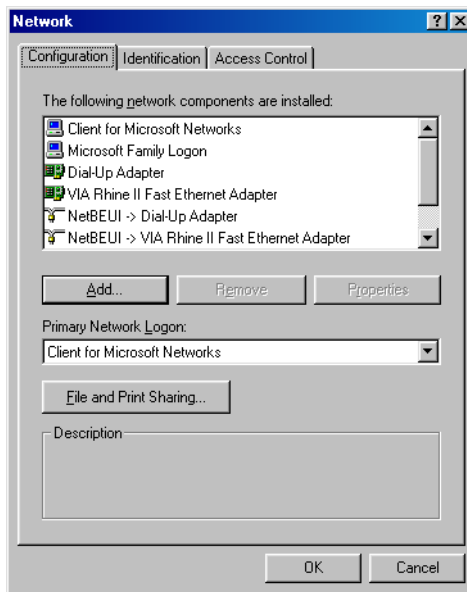 Network
Configuration Identification Access Control
The following network components are installed:
Client for Microsoft Networks
Microsoft Family Logon
Dial-Up Adapter
VIA Rhine II Fast Ethernet Adapter
NetBEUI -> Dial-Up Adapter
NetBEUI -> VIA Rhine II Fast Ethernet Adapter
Add... Remove Properties
Primary Network Logon:
Client for Microsoft Networks
File and Print Sharing...
Description
OK Cancel